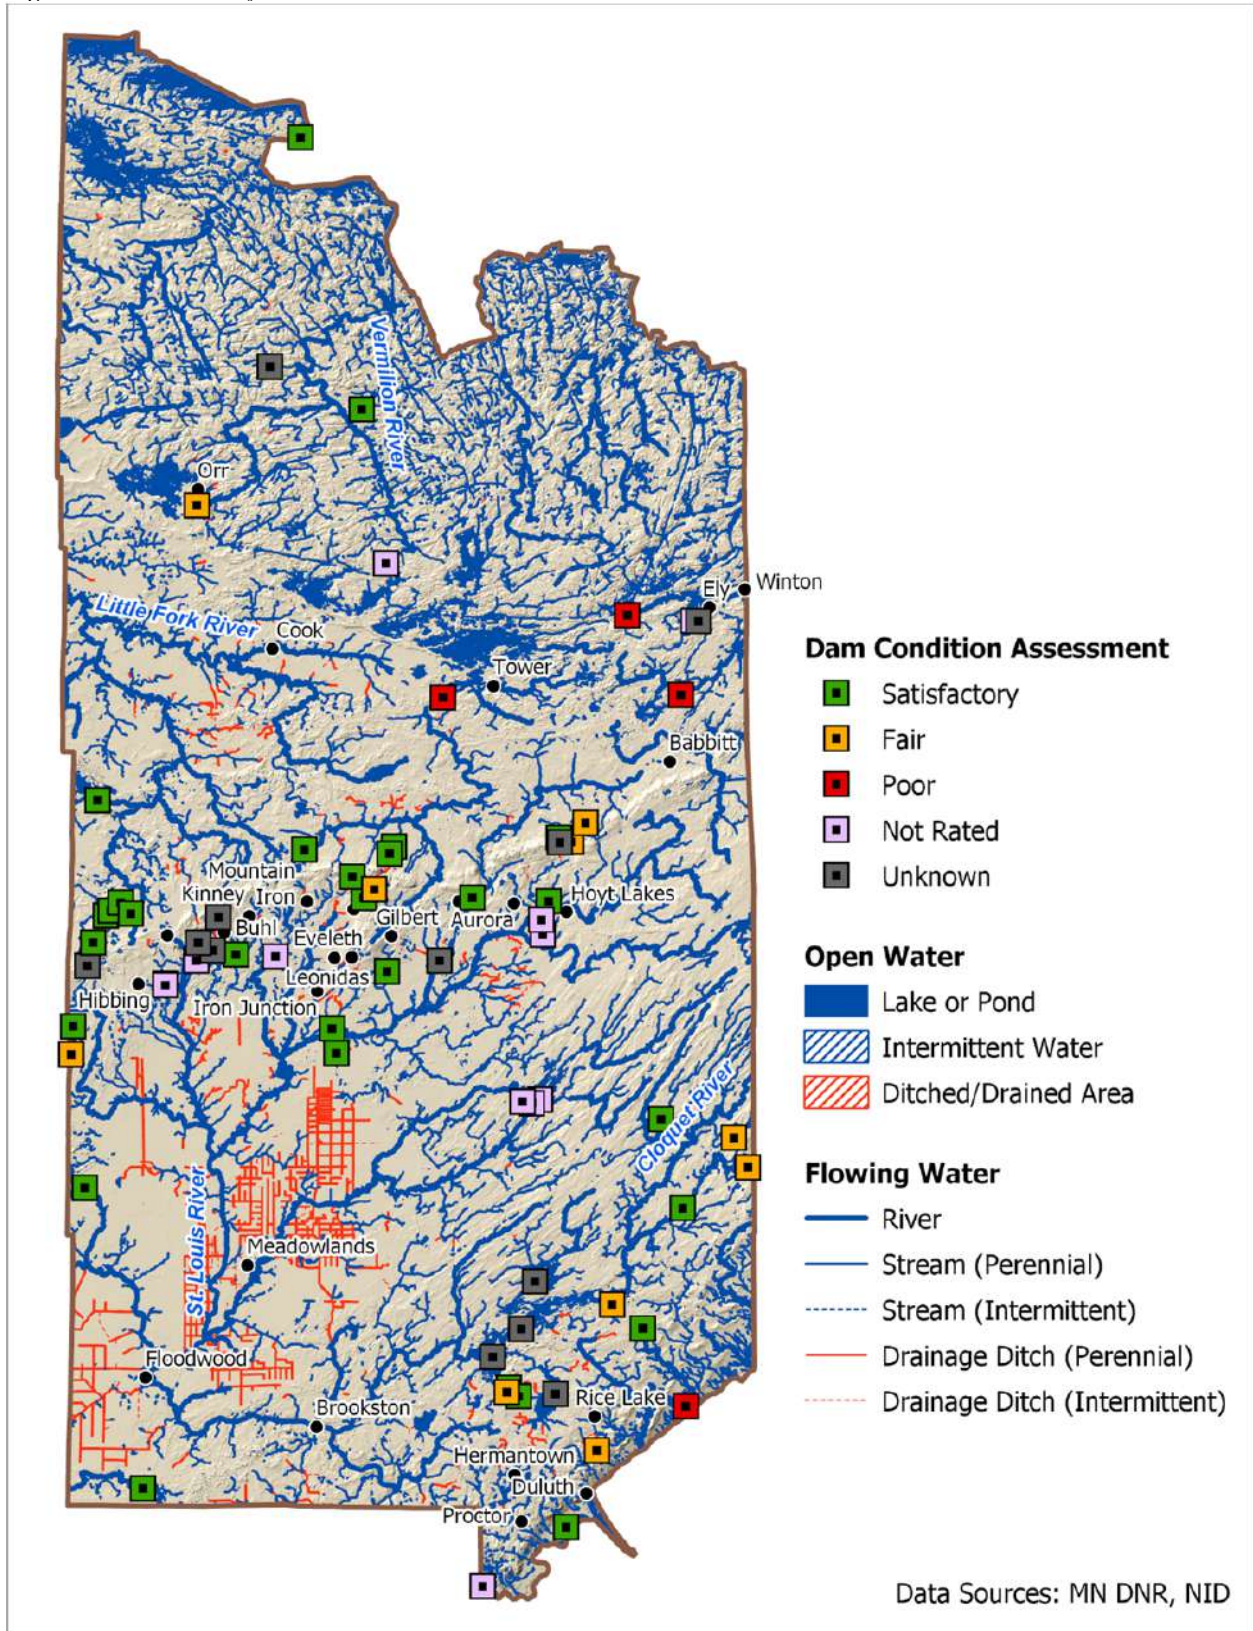 Vermilion River
Orr
Ely
Winton
Little Fork River
Cook
Tower
Babbitt
Mountain
Kinney
Iron
Hoyt Lakes
Buhl
Gilbert
Aurora
Eveleth
Leonidas
Hibbing
Iron Junction
Cloquet River
St. Louis River
Meadowlands
Floodwood
Brookston
Rice Lake
Hermantown
Duluth
Proctor
Dam Condition Assessment
Satisfactory
Fair
Poor
Not Rated
Unknown
Open Water
Lake or Pond
Intermittent Water
Ditched/Drained Area
Flowing Water
River
Stream (Perennial)
Stream (Intermittent)
Drainage Ditch (Perennial)
Drainage Ditch (Intermittent)
Data Sources: MN DNR, NID